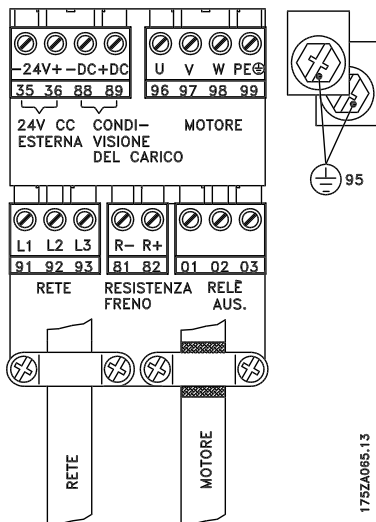 -24V+ -DC+DC
U V W PE
35 36 88 89
96 97 98 99
24V CC ESTERNA
CONDI-VISIONE DEL CARICO
MOTORE
95
L1 L2 L3
R- R+
91 92 93
81 82
01 02 03
RETE
RESISTENZA FRENO
RELĒ AUS.
RETE
MOTORE
175ZA065.13